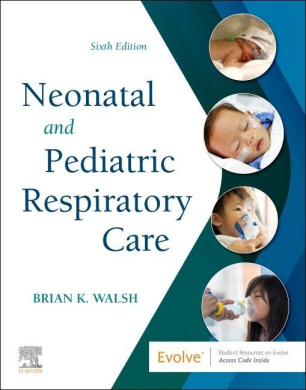 Sixth Edition
Neonatal
and
Pediatric
Respiratory
Care
BRIAN K. WALSH
ELSEVIER
Evolve®
Student Resources on Evolve
Access Code Inside